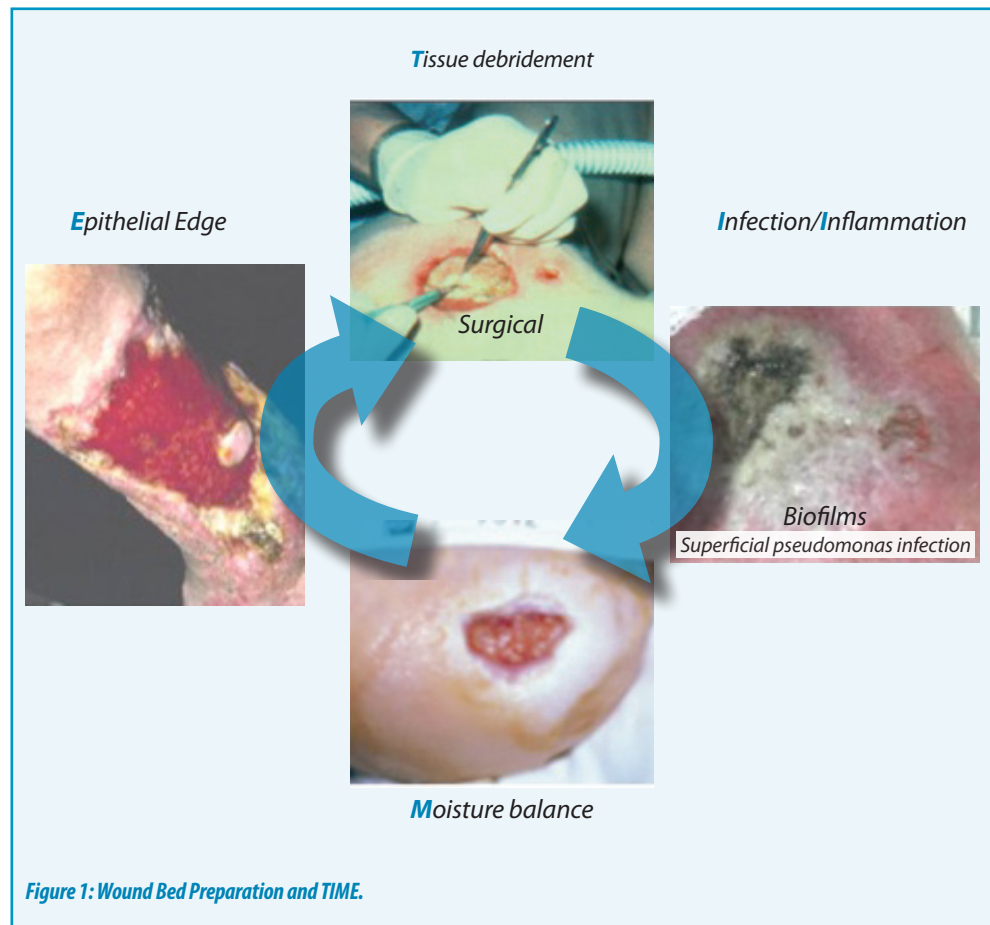 Tissue debridement
Surgical
Epithelial Edge
Infection/Inflammation
Biofilms
Superficial pseudomonas infection
Moisture balance
Figure 1: Wound Bed Preparation and TIME.